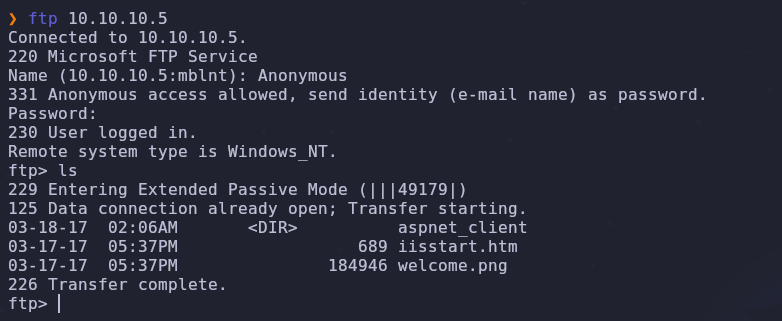 ❯ ftp 10.10.10.5
Connected to 10.10.10.5.
220 Microsoft FTP Service
Name (10.10.10.5:mblnt): Anonymous
331 Anonymous access allowed, send identity (e-mail name) as password.
Password:
230 User logged in.
Remote system type is Windows_NT.
ftp> ls
229 Entering Extended Passive Mode (|||49179|)
125 Data connection already open; Transfer starting.
03-18-17  02:06AM       <DIR>          aspnet_client
03-17-17  05:37PM                  689 iisstart.htm
03-17-17  05:37PM               184946 welcome.png
226 Transfer complete.
ftp>